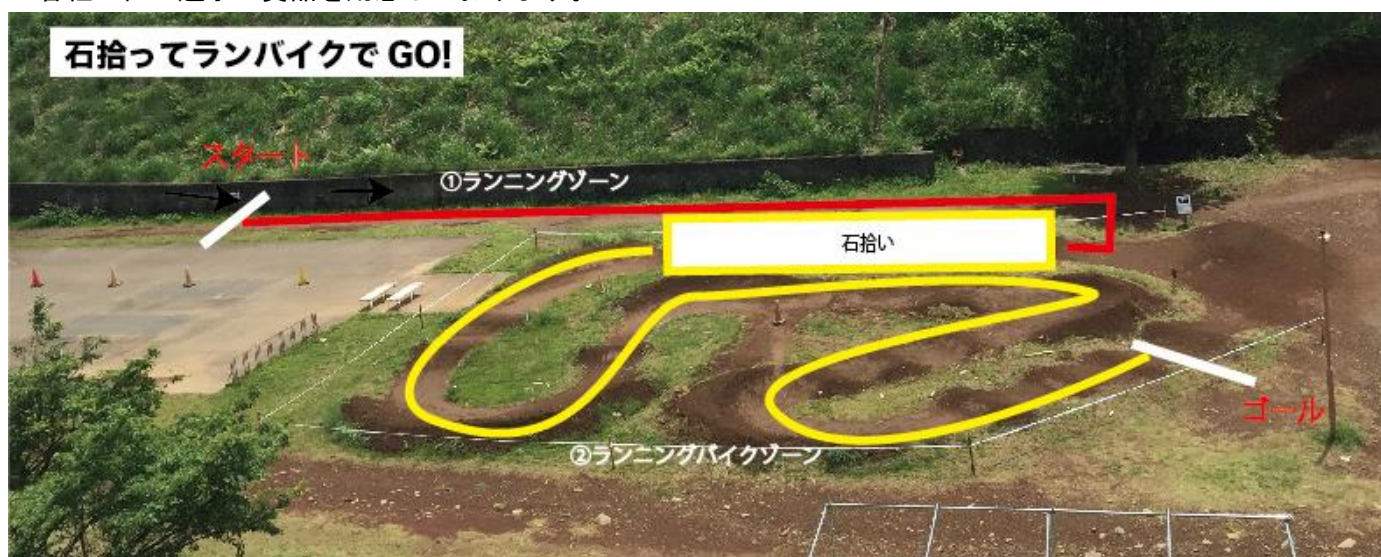 石拾ってランバイクでGO!
スタート
①ランニングゾーン
石拾い
②ランニングバイクゾーン
ゴール